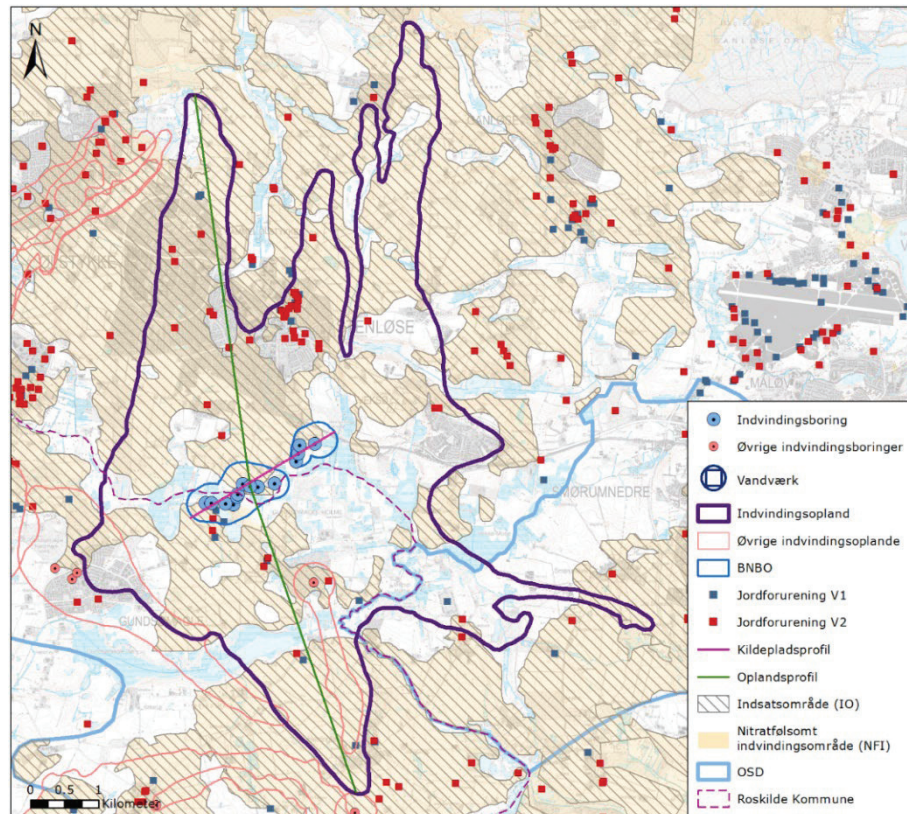 N
ENLØSE
MÅLØV
SMØRUMNEDRE
0 0.5 1
Kilometer
Indvindingsboring
Øvrige indvindingsboringer
Vandværk
Indvindingsopland
Øvrige indvindingsoplande
BNBO
Jordforurening V1
Jordforurening V2
Kildepladsprofil
Oplandsprofil
Indsatsområde (IO)
Nitratfølsomt
indvindingsområde (NFI)
OSD
Roskilde Kommune